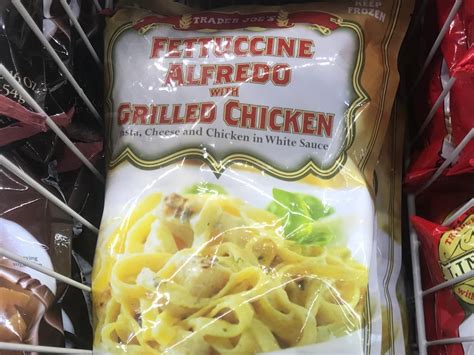 TRADER JOE'S
KEEP FROZEN
FETTUCCINE
ALFREDO
WITH
GRILLED CHICKEN
Pasta, Cheese and Chicken in White Sauce